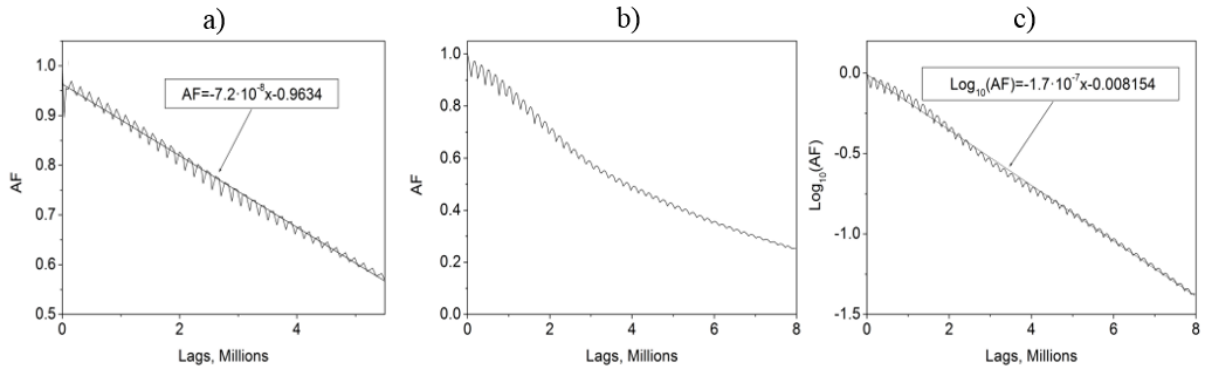 a)
1.0
0.9
0.8
0.7
0.6
0.5
AF
AF=-7.2·10⁻⁸x-0.9634
0 2 4
Lags, Millions
b)
1.0
0.8
0.6
0.4
0.2
0.0
AF
0 2 4 6 8
Lags, Millions
c)
0.0
-0.5
-1.0
-1.5
Log₁₀(AF)
Log₁₀(AF)=-1.7·10⁻⁷x-0.008154
0 2 4 6 8
Lags, Millions